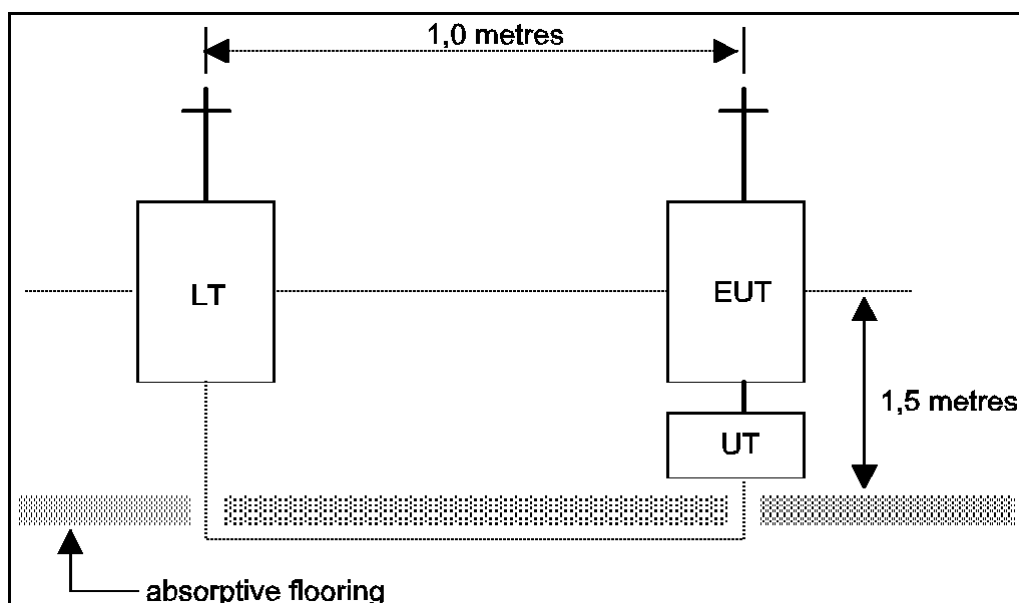 1,0 metres
LT
EUT
1,5 metres
UT
absorptive flooring